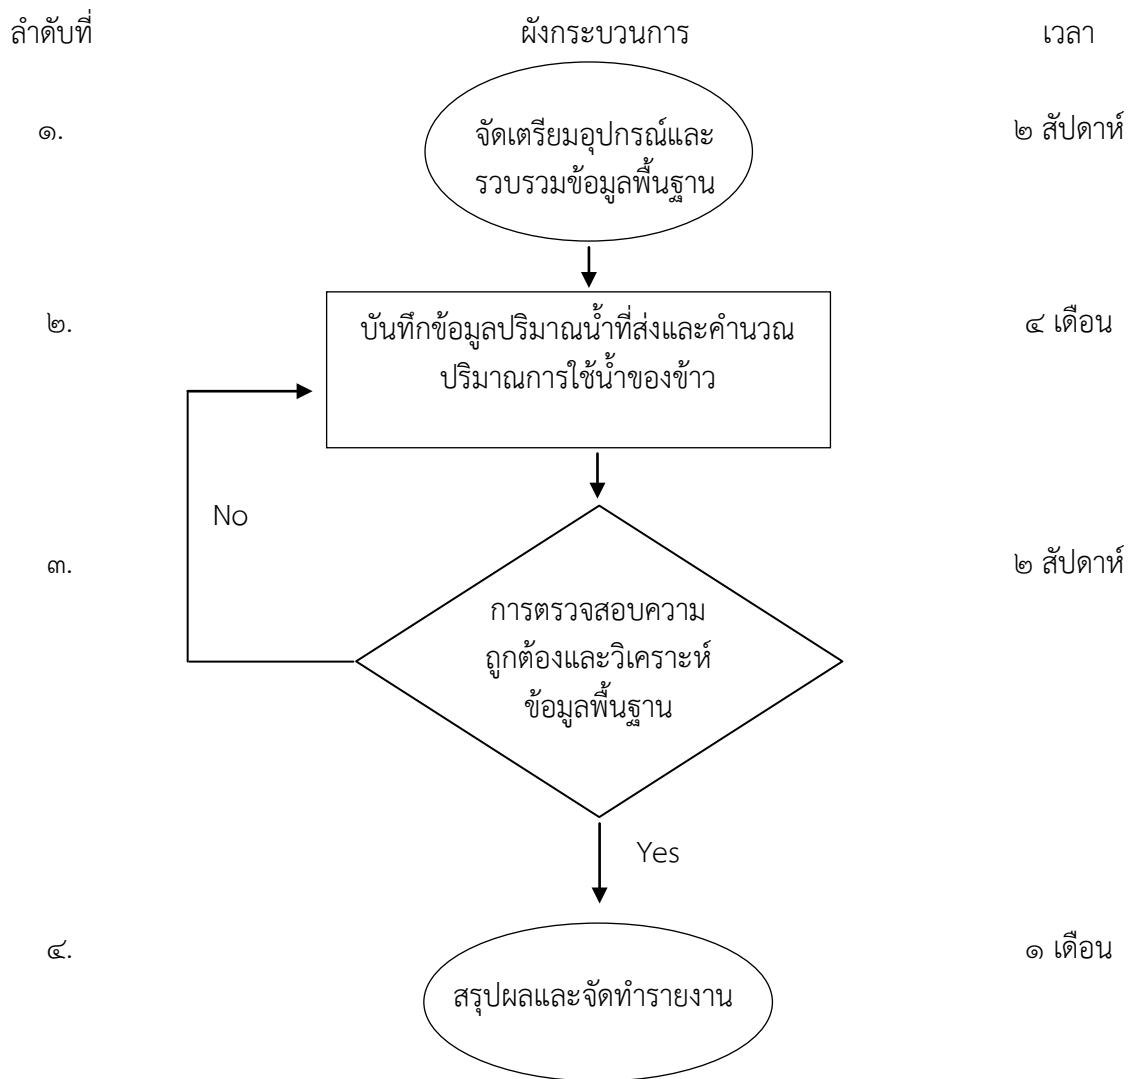 ลำดับที่ ผังกระบวนการ เวลา
๑. จัดเตรียมอุปกรณ์และ ๒ สัปดาห์
รวบรวมข้อมูลพื้นฐาน
๒. บันทึกข้อมูลปริมาณน้ำที่ส่งและคำนวณ ๔ เดือน
ปริมาณการใช้น้ำของข้าว
No
๓. ๒ สัปดาห์
การตรวจสอบความ
ถูกต้องและวิเคราะห์
ข้อมูลพื้นฐาน
Yes
๔. ๑ เดือน
สรุปผลและจัดทำรายงาน